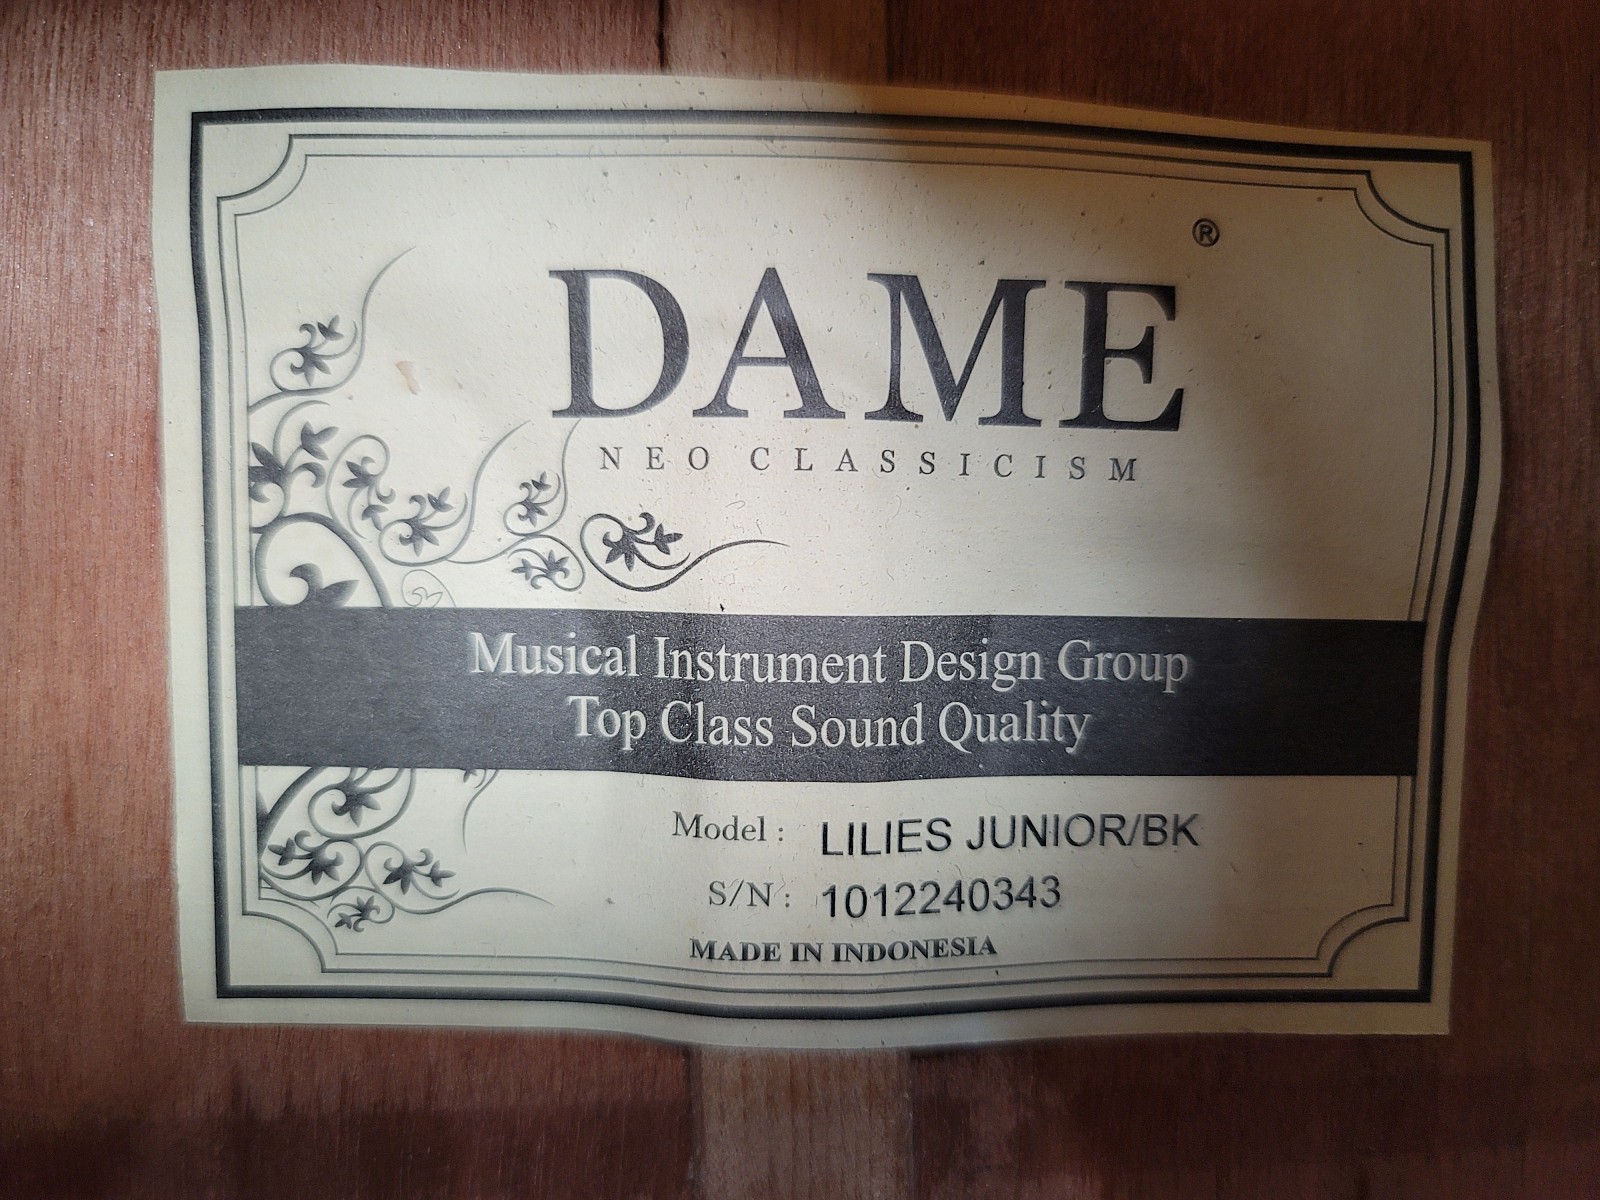 DAME ®
NEO CLASSICISM
Musical Instrument Design Group
Top Class Sound Quality
Model : LILIES JUNIOR/BK
S/N : 1012240343
MADE IN INDONESIA